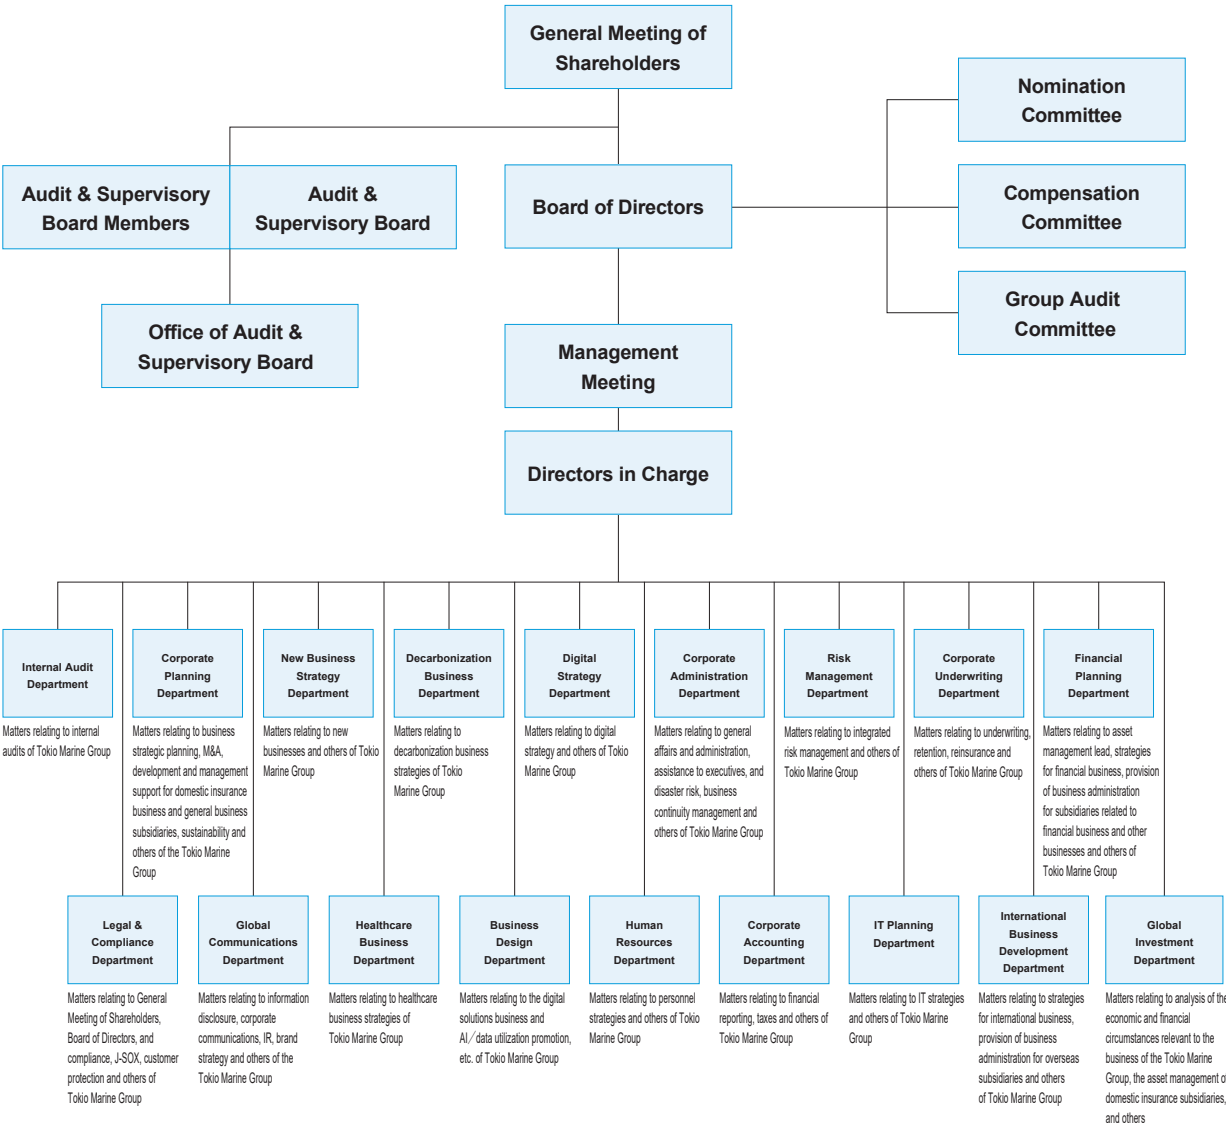 General Meeting of
Shareholders
Nomination
Committee
Audit & Supervisory
Board Members
Audit &
Supervisory Board
Board of Directors
Compensation
Committee
Group Audit
Committee
Office of Audit &
Supervisory Board
Management
Meeting
Directors in Charge
Internal Audit
Department
Matters relating to internal
audits of Tokio Marine Group
Corporate
Planning
Department
Matters relating to business
strategic planning, M&A,
development and management
support for domestic insurance
business and general business
subsidiaries, sustainability and
others of the Tokio Marine
Group
New Business
Strategy
Department
Matters relating to new
businesses and others of Tokio
Marine Group
Decarbonization
Business
Department
Matters relating to
decarbonization business
strategies of Tokio
Marine Group
Digital
Strategy
Department
Matters relating to digital
strategy and others of Tokio
Marine Group
Corporate
Administration
Department
Matters relating to general
affairs and administration,
assistance to executives, and
disaster risk, business
continuity management and
others of Tokio Marine Group
Risk
Management
Department
Matters relating to integrated
risk management and others of
Tokio Marine Group
Corporate
Underwriting
Department
Matters relating to underwriting,
retention, reinsurance and
others of Tokio Marine Group
Financial
Planning
Department
Matters relating to asset
management lead, strategies
for financial business, provision
of business administration
for subsidiaries related to
financial business and other
businesses and others of
Tokio Marine Group
Legal &
Compliance
Department
Matters relating to General
Meeting of Shareholders,
Board of Directors, and
compliance, J-SOX, customer
protection and others of
Tokio Marine Group
Global
Communications
Department
Matters relating to information
disclosure, corporate
communications, IR, brand
strategy and others of the
Tokio Marine Group
Healthcare
Business
Department
Matters relating to healthcare
business strategies of
Tokio Marine Group
Business
Design
Department
Matters relating to the digital
solutions business and
AI／data utilization promotion,
etc. of Tokio Marine Group
Human
Resources
Department
Matters relating to personnel
strategies and others of Tokio
Marine Group
Corporate
Accounting
Department
Matters relating to financial
reporting, taxes and others of
Tokio Marine Group
IT Planning
Department
Matters relating to IT strategies
and others of Tokio Marine
Group
International
Business
Development
Department
Matters relating to strategies
for international business,
provision of business
administration for overseas
subsidiaries and others
of Tokio Marine Group
Global
Investment
Department
Matters relating to analysis of the
economic and financial
circumstances relevant to the
business of the Tokio Marine
Group, the asset management of
domestic insurance subsidiaries,
and others